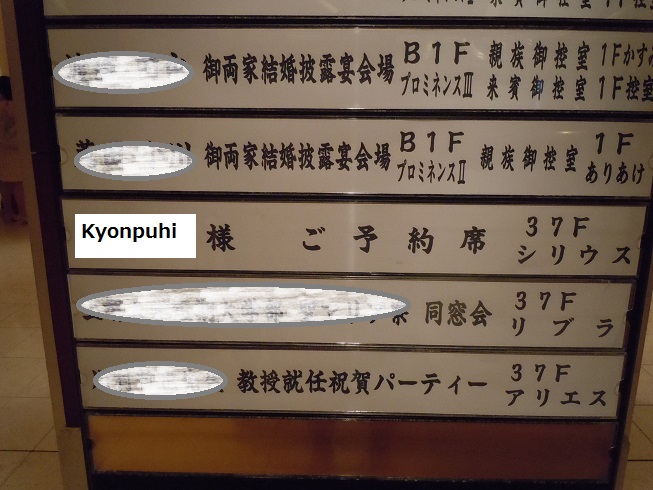 御両家結婚披露宴会場 B1F 親族御控室 1Fかすみ
プロミネンスⅢ 来賓御控室 1F控室
御両家結婚披露宴会場 B1F 親族御控室 1F
プロミネンスⅡ ありあけ
Kyonpuhi 様 ご予約席 37F
シリウス
同窓会 37F
リブラ
教授就任祝賀パーティー 37F
アリエス